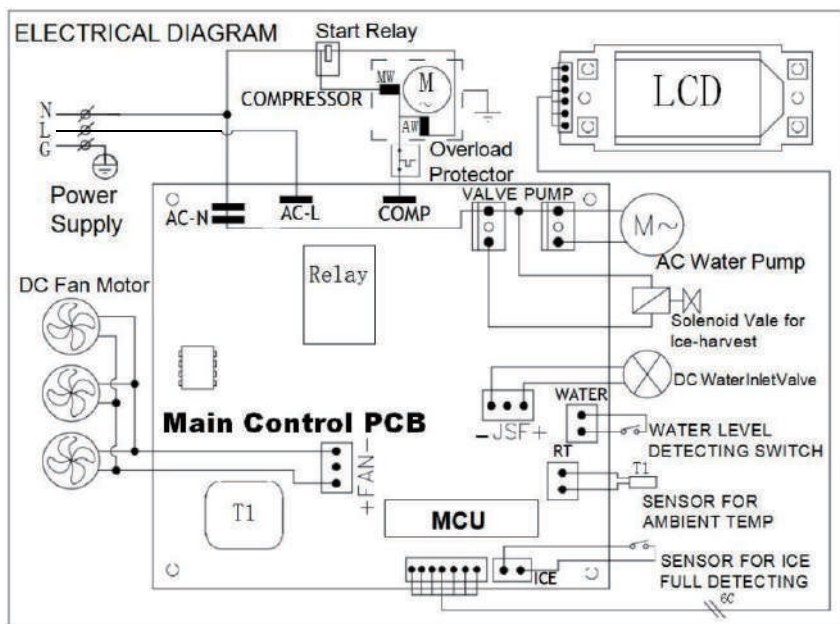 ELECTRICAL DIAGRAM
Start Relay
COMPRESSOR
MW
M
~
AW
Overload
Protector
LCD
N
L
G
Power
Supply
AC-N
AC-L
COMP
VALVE PUMP
M~
AC Water Pump
Relay
DC Fan Motor
Solenoid Vale for
Ice-harvest
DC WaterInletValve
-JSF+
WATER
WATER LEVEL
DETECTING SWITCH
Main Control PCB
+FAN-
RT
T1
SENSOR FOR
AMBIENT TEMP
T1
MCU
ICE
SENSOR FOR ICE
FULL DETECTING
6C